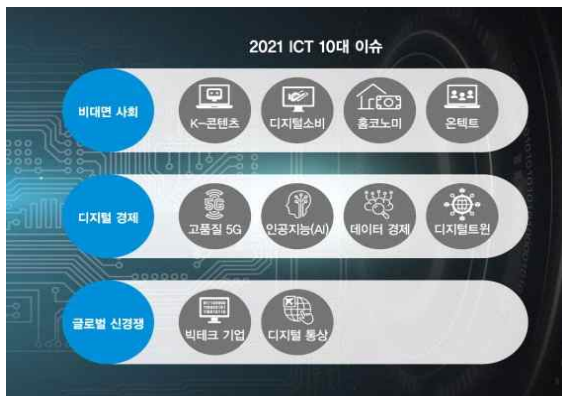 2021 ICT 10대 이슈
비대면 사회
K-콘텐츠
디지털소비
홈코노미
온텍트
디지털 경제
5G
고품질 5G
인공지능(AI)
데이터 경제
디지털트윈
글로벌 신경쟁
빅테크 기업
디지털 통상